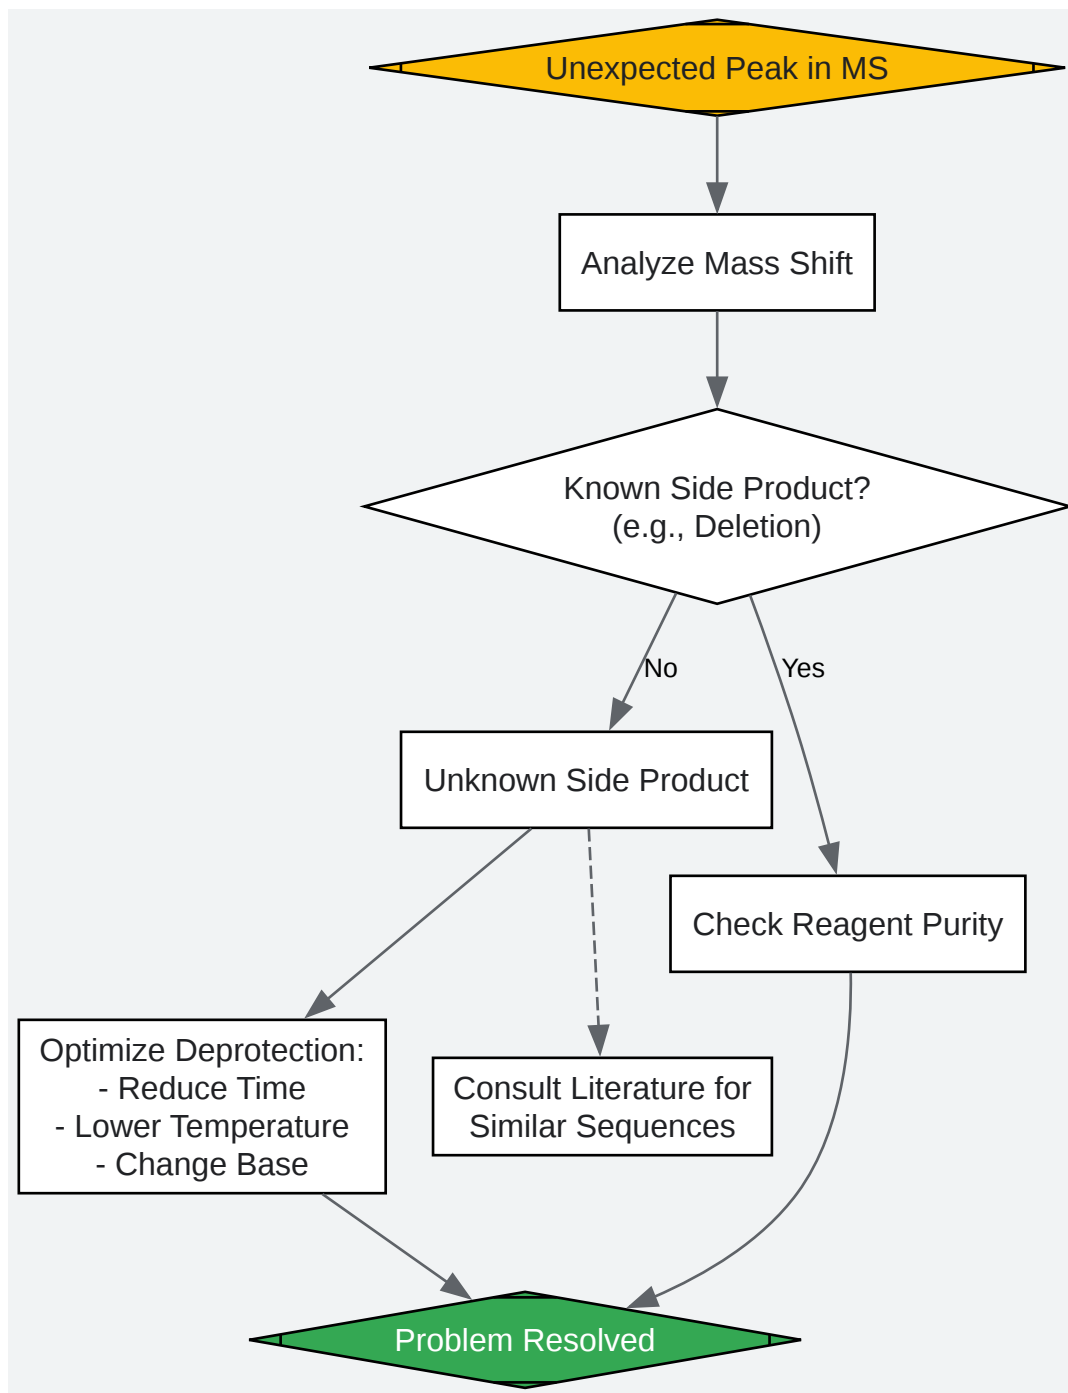 Unexpected Peak in MS
Analyze Mass Shift
Known Side Product?
(e.g., Deletion)
No
Yes
Unknown Side Product
Check Reagent Purity
Optimize Deprotection:
- Reduce Time
- Lower Temperature
- Change Base
Consult Literature for
Similar Sequences
Problem Resolved